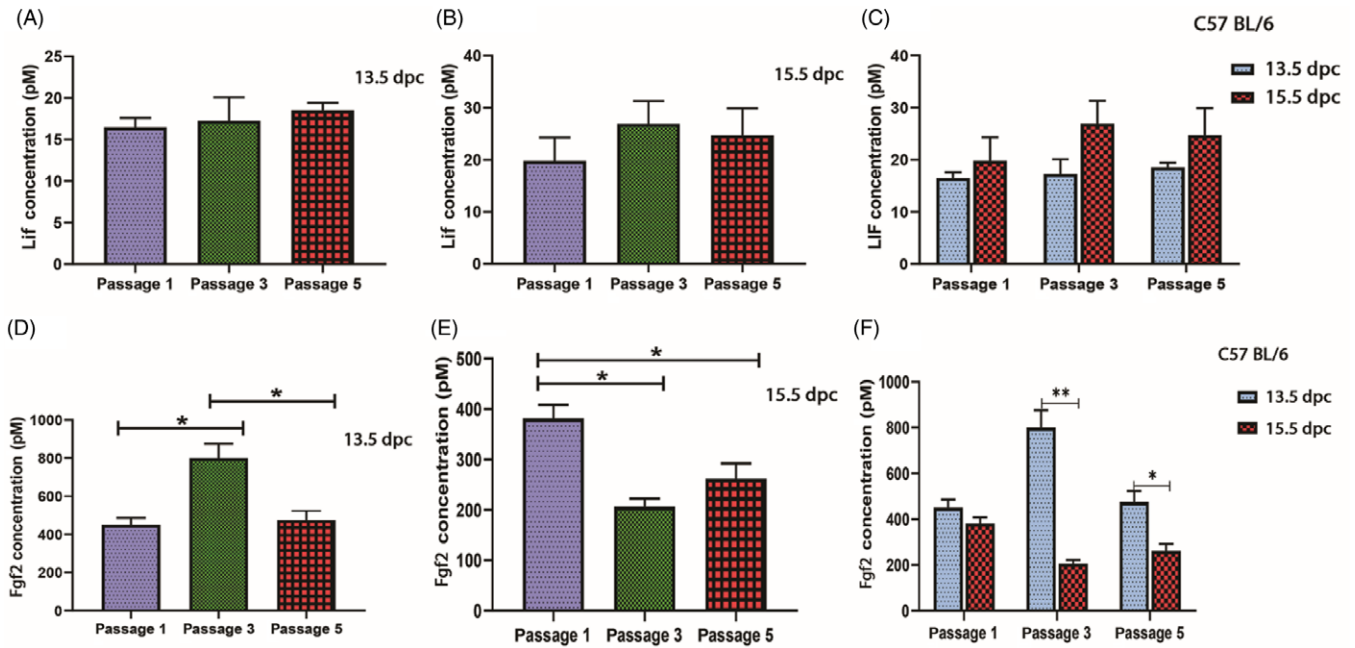 (A)
Lif concentration (pM)
25
20
15
10
5
0
13.5 dpc
Passage 1 Passage 3 Passage 5
(B)
Lif concentration (pM)
40
30
20
10
0
15.5 dpc
Passage 1 Passage 3 Passage 5
(C)
C57 BL/6
LIF concentration (pM)
40
30
20
10
0
13.5 dpc
15.5 dpc
Passage 1 Passage 3 Passage 5
(D)
Fgf2 concentration (pM)
1000
800
600
400
200
0
* *
13.5 dpc
Passage 1 Passage 3 Passage 5
(E)
Fgf2 concentration (pM)
500
400
300
200
100
0
*
*
15.5 dpc
Passage 1 Passage 3 Passage 5
(F)
C57 BL/6
Fgf2 concentration (pM)
1000
800
600
400
200
0
**
*
13.5 dpc
15.5 dpc
Passage 1 Passage 3 Passage 5